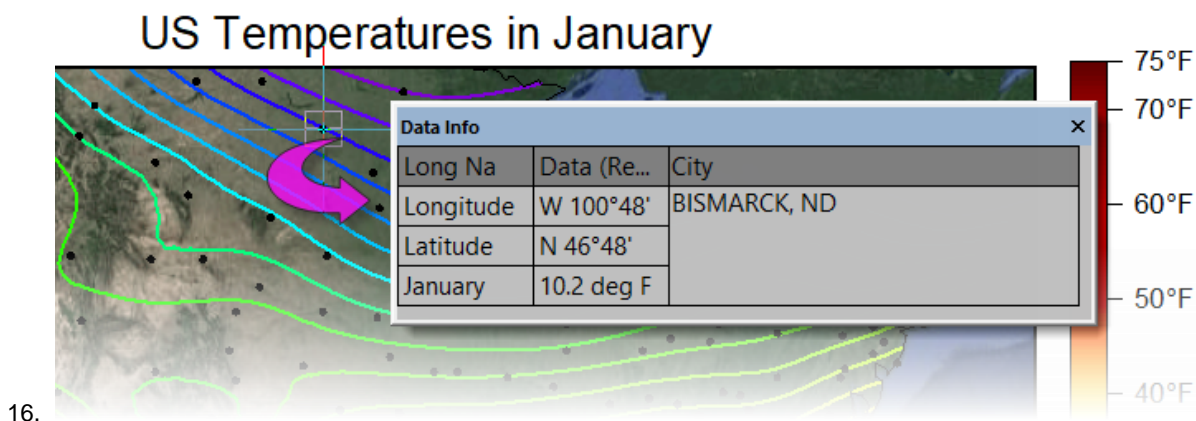 US Temperatures in January
75°F
70°F
60°F
50°F
40°F
Data Info ×
Long Na Data (Re... City
Longitude W 100°48' BISMARCK, ND
Latitude N 46°48'
January 10.2 deg F
16.